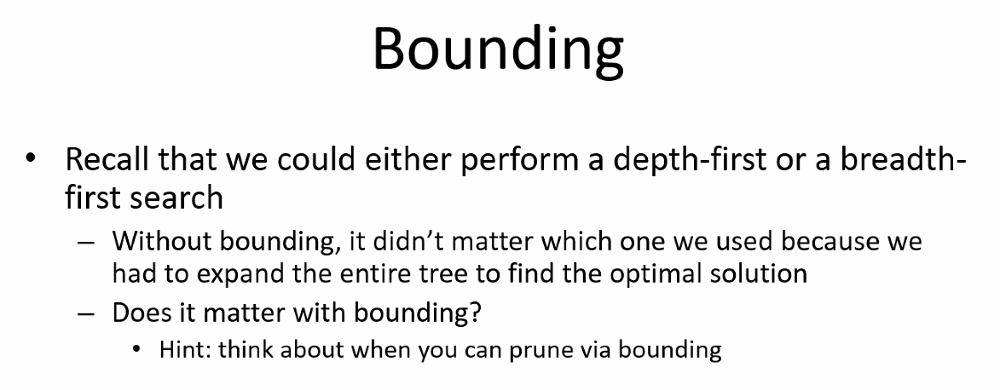 Bounding
• Recall that we could either perform a depth-first or a breadth-
first search
– Without bounding, it didn’t matter which one we used because we
had to expand the entire tree to find the optimal solution
– Does it matter with bounding?
• Hint: think about when you can prune via bounding